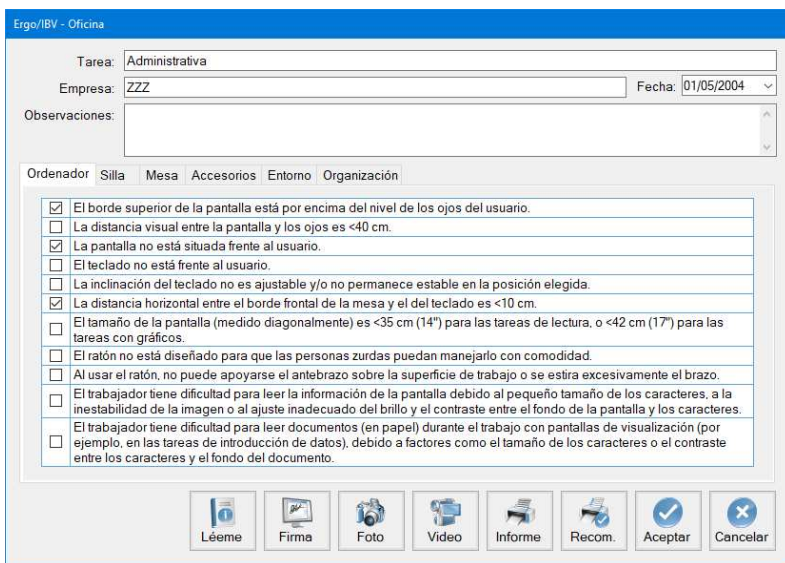 Ergo/IBV - Oficina
Tarea: Administrativa
Empresa: ZZZ Fecha: 01/05/2004
Observaciones:
Ordenador Silla Mesa Accesorios Entorno Organización
El borde superior de la pantalla está por encima del nivel de los ojos del usuario.
La distancia visual entre la pantalla y los ojos es <40 cm.
La pantalla no está situada frente al usuario.
El teclado no está frente al usuario.
La inclinación del teclado no es ajustable y/o no permanece estable en la posición elegida.
La distancia horizontal entre el borde frontal de la mesa y el del teclado es <10 cm.
El tamaño de la pantalla (medido diagonalmente) es <35 cm (14") para las tareas de lectura, o <42 cm (17") para las
tareas con gráficos.
El ratón no está diseñado para que las personas zurdas puedan manejarlo con comodidad.
Al usar el ratón, no puede apoyarse el antebrazo sobre la superficie de trabajo o se estira excesivamente el brazo.
El trabajador tiene dificultad para leer la información de la pantalla debido al pequeño tamaño de los caracteres, a la
inestabilidad de la imagen o al ajuste inadecuado del brillo y el contraste entre el fondo de la pantalla y los caracteres.
El trabajador tiene dificultad para leer documentos (en papel) durante el trabajo con pantallas de visualización (por
ejemplo, en las tareas de introducción de datos), debido a factores como el tamaño de los caracteres o el contraste
entre los caracteres y el fondo del documento.
Léeme Firma Foto Video Informe Recom. Aceptar Cancelar